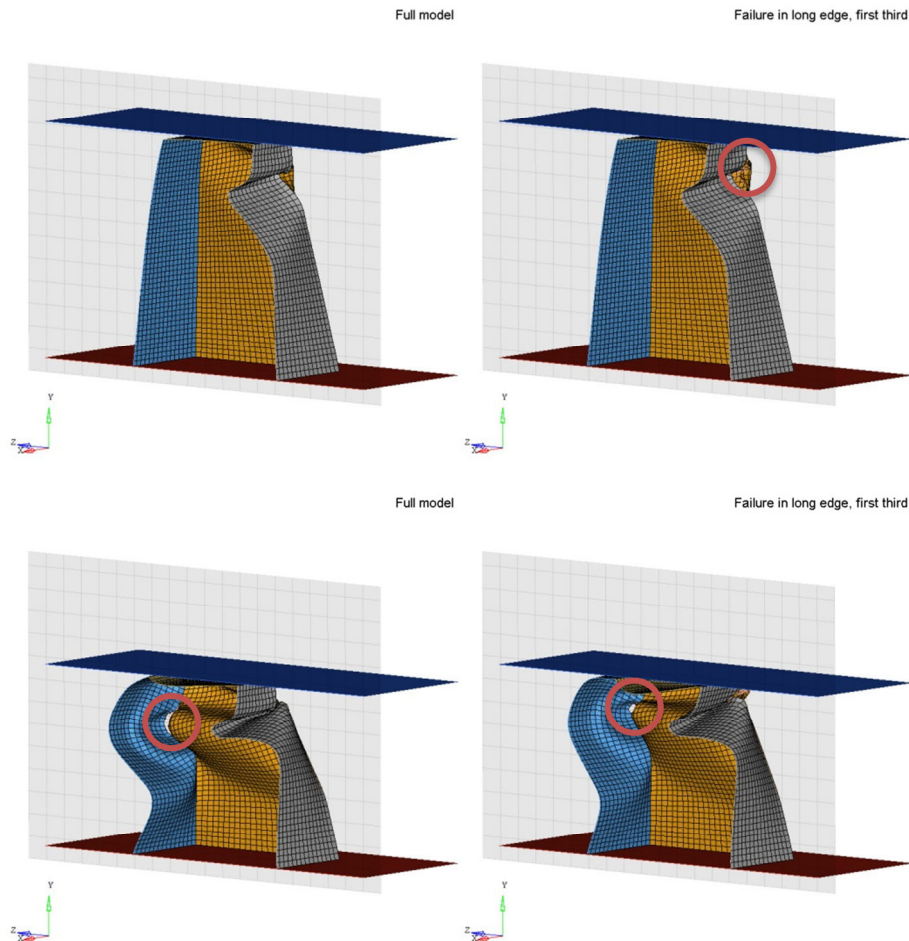 Full model
Failure in long edge, first third
Y
Z
X
Y
Z
X
Full model
Failure in long edge, first third
Y
Z
X
Y
Z
X